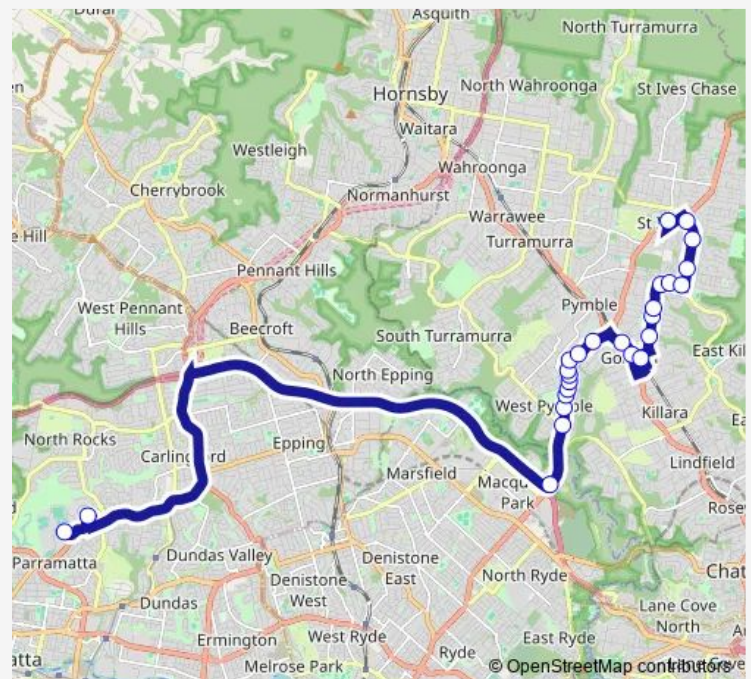 Asquith
North Turramurra
Hornsby
North Wahroonga
St Ives Chase
Waitara
Westleigh
Wahroonga
Cherrybrook
Normanhurst
Warrawee
St
e Hill
Turramurra
Pennant Hills
Pymble
West Pennant
Hills
Beecroft
South Turramurra
East Kil
North Epping
West Pymble
Killara
North Rocks
Epping
Carlingford
Lindfield
Marsfield
Macqu
Park
Rose
Parramatta
Dundas Valley
Denistone
East
Chat
Denistone
West
North Ryde
Dundas
Lane Cove
North
Ermington
West Ryde
East Ryde
Ryde
atta
Melrose Park
© OpenStreetMap contributors